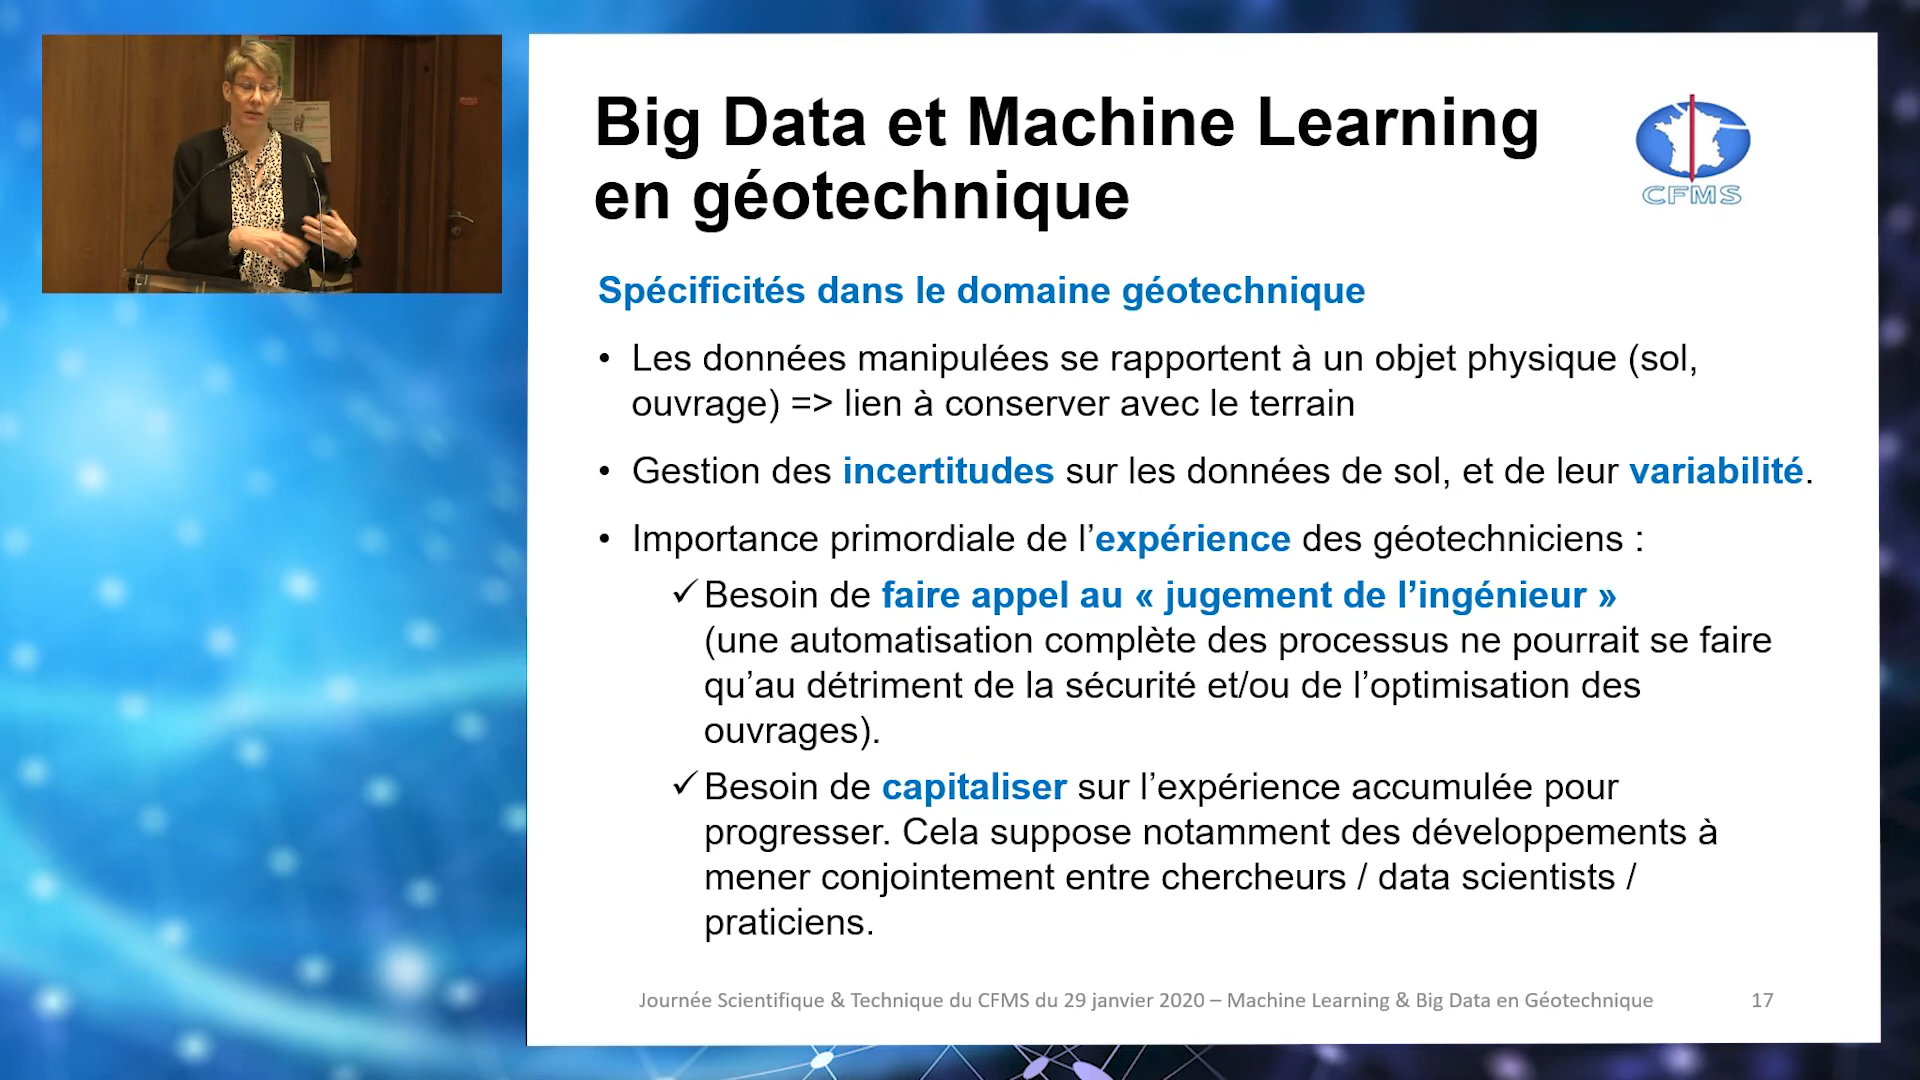 Big Data et Machine Learning
en géotechnique
CFMS
Spécificités dans le domaine géotechnique
• Les données manipulées se rapportent à un objet physique (sol,
ouvrage) => lien à conserver avec le terrain
• Gestion des incertitudes sur les données de sol, et de leur variabilité.
• Importance primordiale de l’expérience des géotechniciens :
✓ Besoin de faire appel au « jugement de l’ingénieur »
(une automatisation complète des processus ne pourrait se faire
qu’au détriment de la sécurité et/ou de l’optimisation des
ouvrages).
✓ Besoin de capitaliser sur l’expérience accumulée pour
progresser. Cela suppose notamment des développements à
mener conjointement entre chercheurs / data scientists /
praticiens.
Journée Scientifique & Technique du CFMS du 29 janvier 2020 – Machine Learning & Big Data en Géotechnique 17